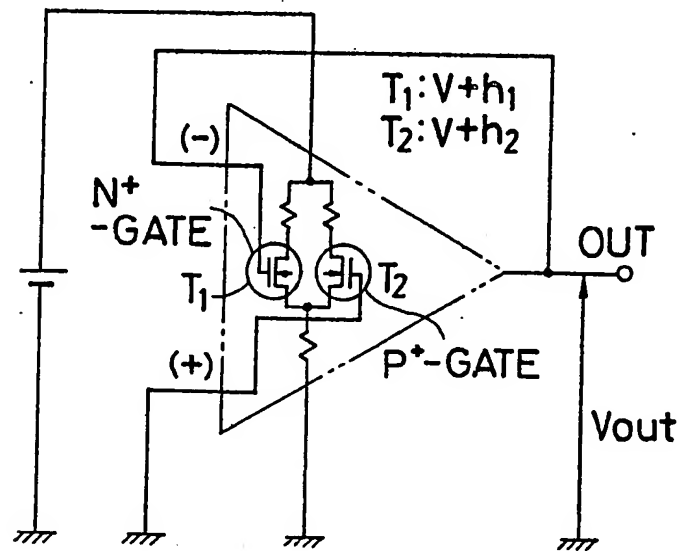 T₁:V+h₁
T₂:V+h₂
(-)
N⁺
-GATE
OUT
T₁
T₂
(+)
P⁺-GATE
Vout